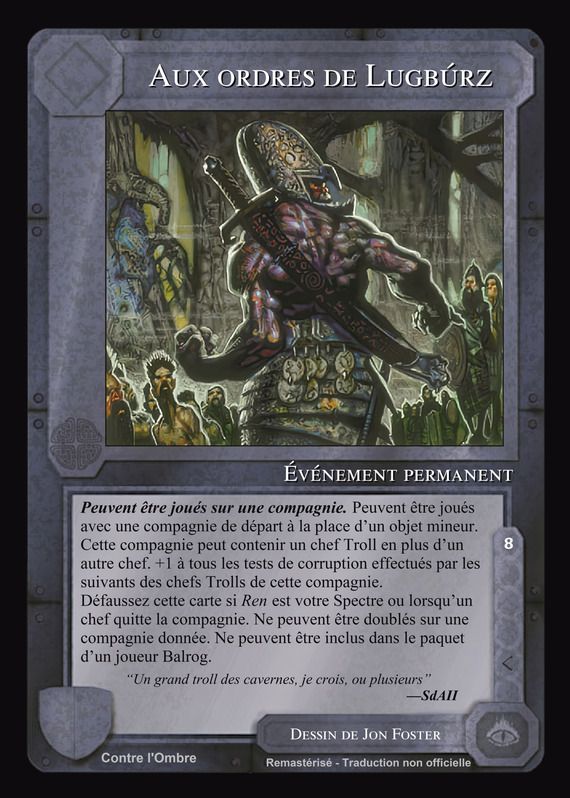 Aux ordres de Lugbúrz
Événement permanent
Peuvent être joués sur une compagnie. Peuvent être joués
avec une compagnie de départ à la place d’un objet mineur.
Cette compagnie peut contenir un chef Troll en plus d’un
autre chef. +1 à tous les tests de corruption effectués par les
suivants des chefs Trolls de cette compagnie.
Défaussez cette carte si Ren est votre Spectre ou lorsqu’un
chef quitte la compagnie. Ne peuvent être doublés sur une
compagnie donnée. Ne peuvent être inclus dans le paquet
d’un joueur Balrog.
“Un grand troll des cavernes, je crois, ou plusieurs”
—SdAII
8
Dessin de Jon Foster
Contre l'Ombre
Remastérisé - Traduction non officielle